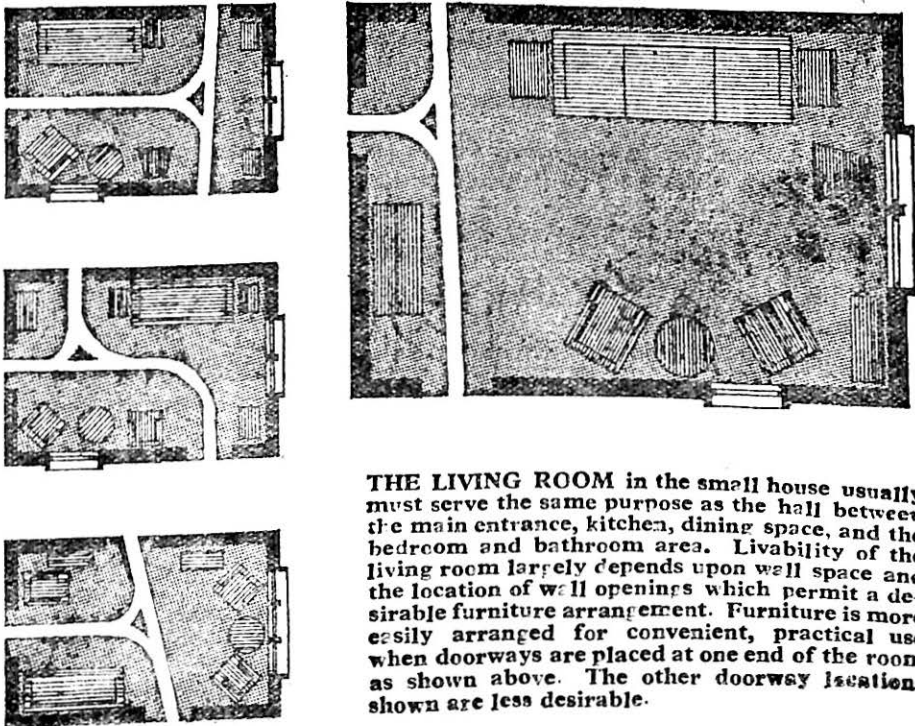 THE LIVING ROOM in the small house usually
must serve the same purpose as the hall between
the main entrance, kitchen, dining space, and the
bedroom and bathroom area. Livability of the
living room largely depends upon wall space and
the location of wall openings which permit a de-
sirable furniture arrangement. Furniture is more
easily arranged for convenient, practical use
when doorways are placed at one end of the room
as shown above. The other doorway location
shown are less desirable.